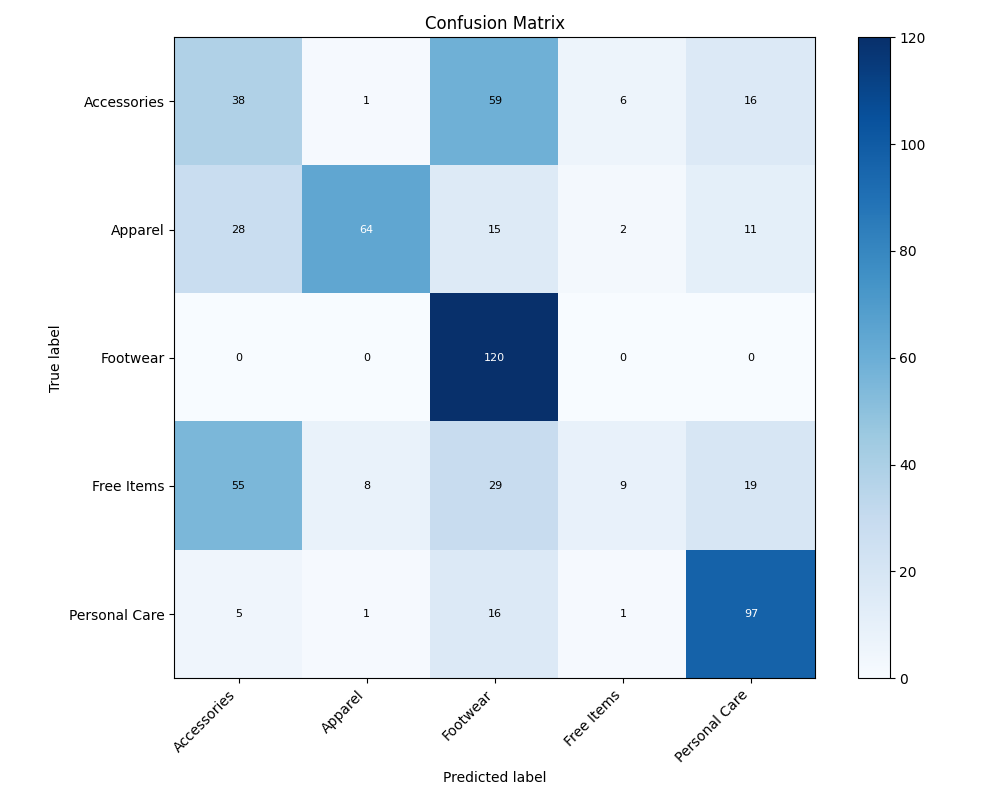 Confusion Matrix
Accessories 38 1 59 6 16
Apparel 28 64 15 2 11
Footwear 0 0 120 0 0
Free Items 55 8 29 9 19
Personal Care 5 1 16 1 97
True label
Accessories Apparel Footwear Free Items Personal Care
Predicted label
120
100
80
60
40
20
0